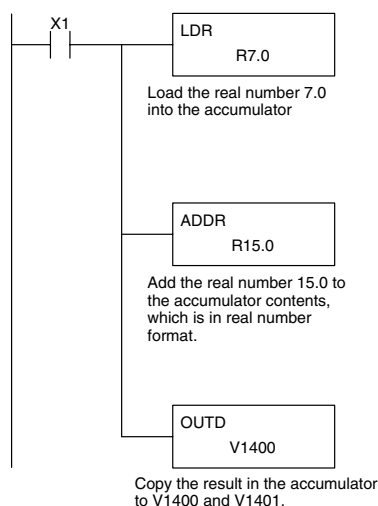 X1
LDR
R7.0
Load the real number 7.0
into the accumulator
ADDR
R15.0
Add the real number 15.0 to
the accumulator contents,
which is in real number
format.
OUTD
V1400
Copy the result in the accumulator
to V1400 and V1401.